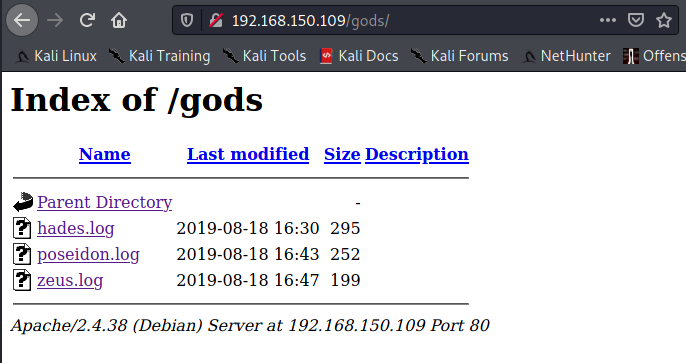 192.168.150.109/gods/
Kali Linux Kali Training Kali Tools Kali Docs Kali Forums NetHunter Offens
Index of /gods
Name Last modified Size Description
Parent Directory -
hades.log 2019-08-18 16:30 295
poseidon.log 2019-08-18 16:43 252
zeus.log 2019-08-18 16:47 199
Apache/2.4.38 (Debian) Server at 192.168.150.109 Port 80